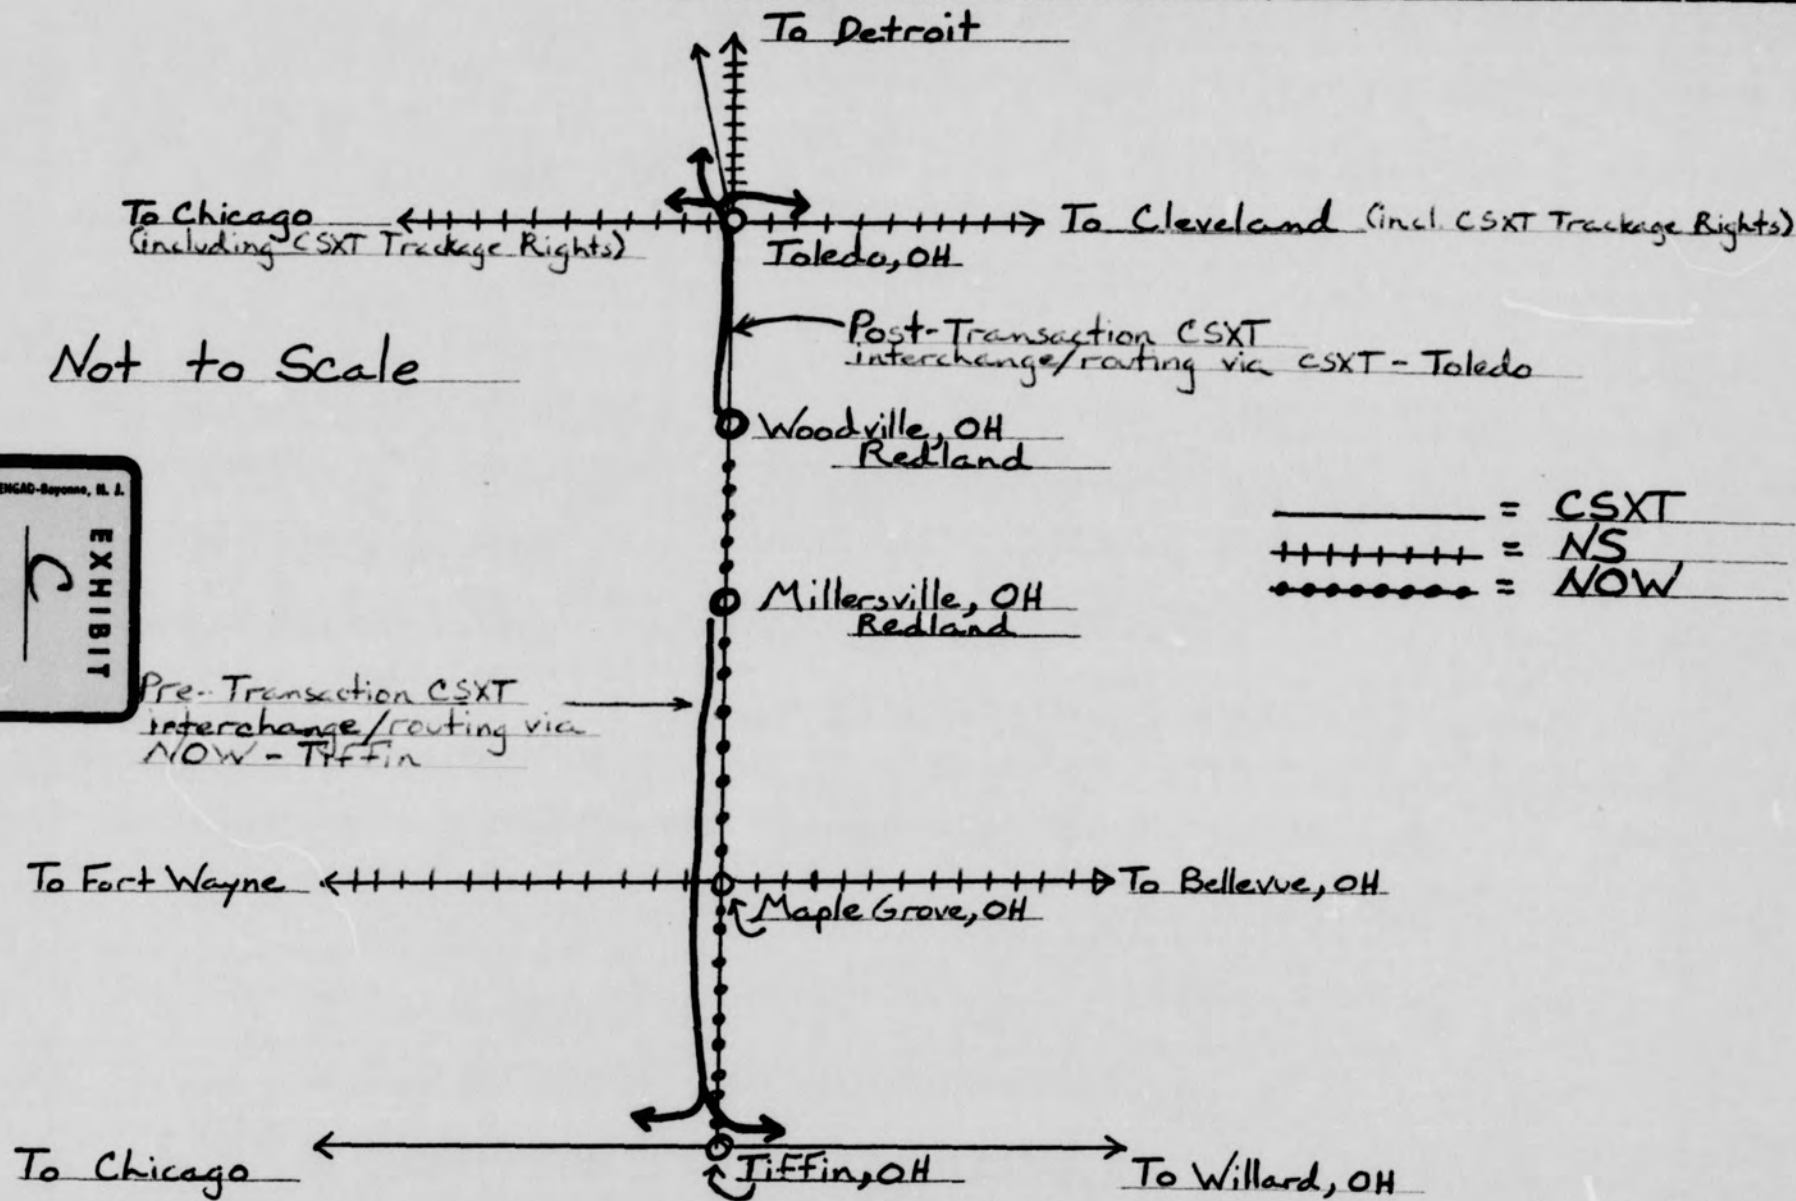 To Detroit
To Chicago
(including CSXT Trackage Rights)
To Cleveland (incl. CSXT Trackage Rights)
Toledo, OH
Post-Transaction CSXT
interchange/routing via CSXT - Toledo
Not to Scale
Woodville, OH
Redland
ENGAD-Bayonne, N. J.
EXHIBIT
C
= CSXT
= NS
= NOW
Millersville, OH
Redland
Pre-Transaction CSXT
interchange/routing via
NOW - Tiffin
To Fort Wayne
To Bellevue, OH
Maple Grove, OH
To Chicago
Tiffin, OH
To Willard, OH